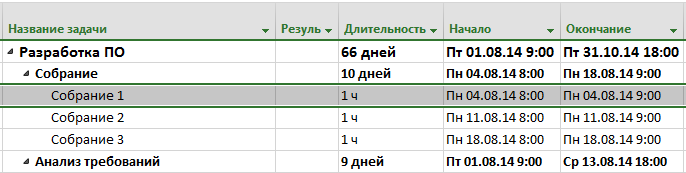 Название задачи Резуль Длительность Начало Окончание
Разработка ПО 66 дней Пт 01.08.14 9:00 Пт 31.10.14 18:00
Собрание 10 дней Пн 04.08.14 8:00 Пн 18.08.14 9:00
Собрание 1 1 ч Пн 04.08.14 8:00 Пн 04.08.14 9:00
Собрание 2 1 ч Пн 11.08.14 8:00 Пн 11.08.14 9:00
Собрание 3 1 ч Пн 18.08.14 8:00 Пн 18.08.14 9:00
Анализ требований 9 дней Пт 01.08.14 9:00 Ср 13.08.14 18:00